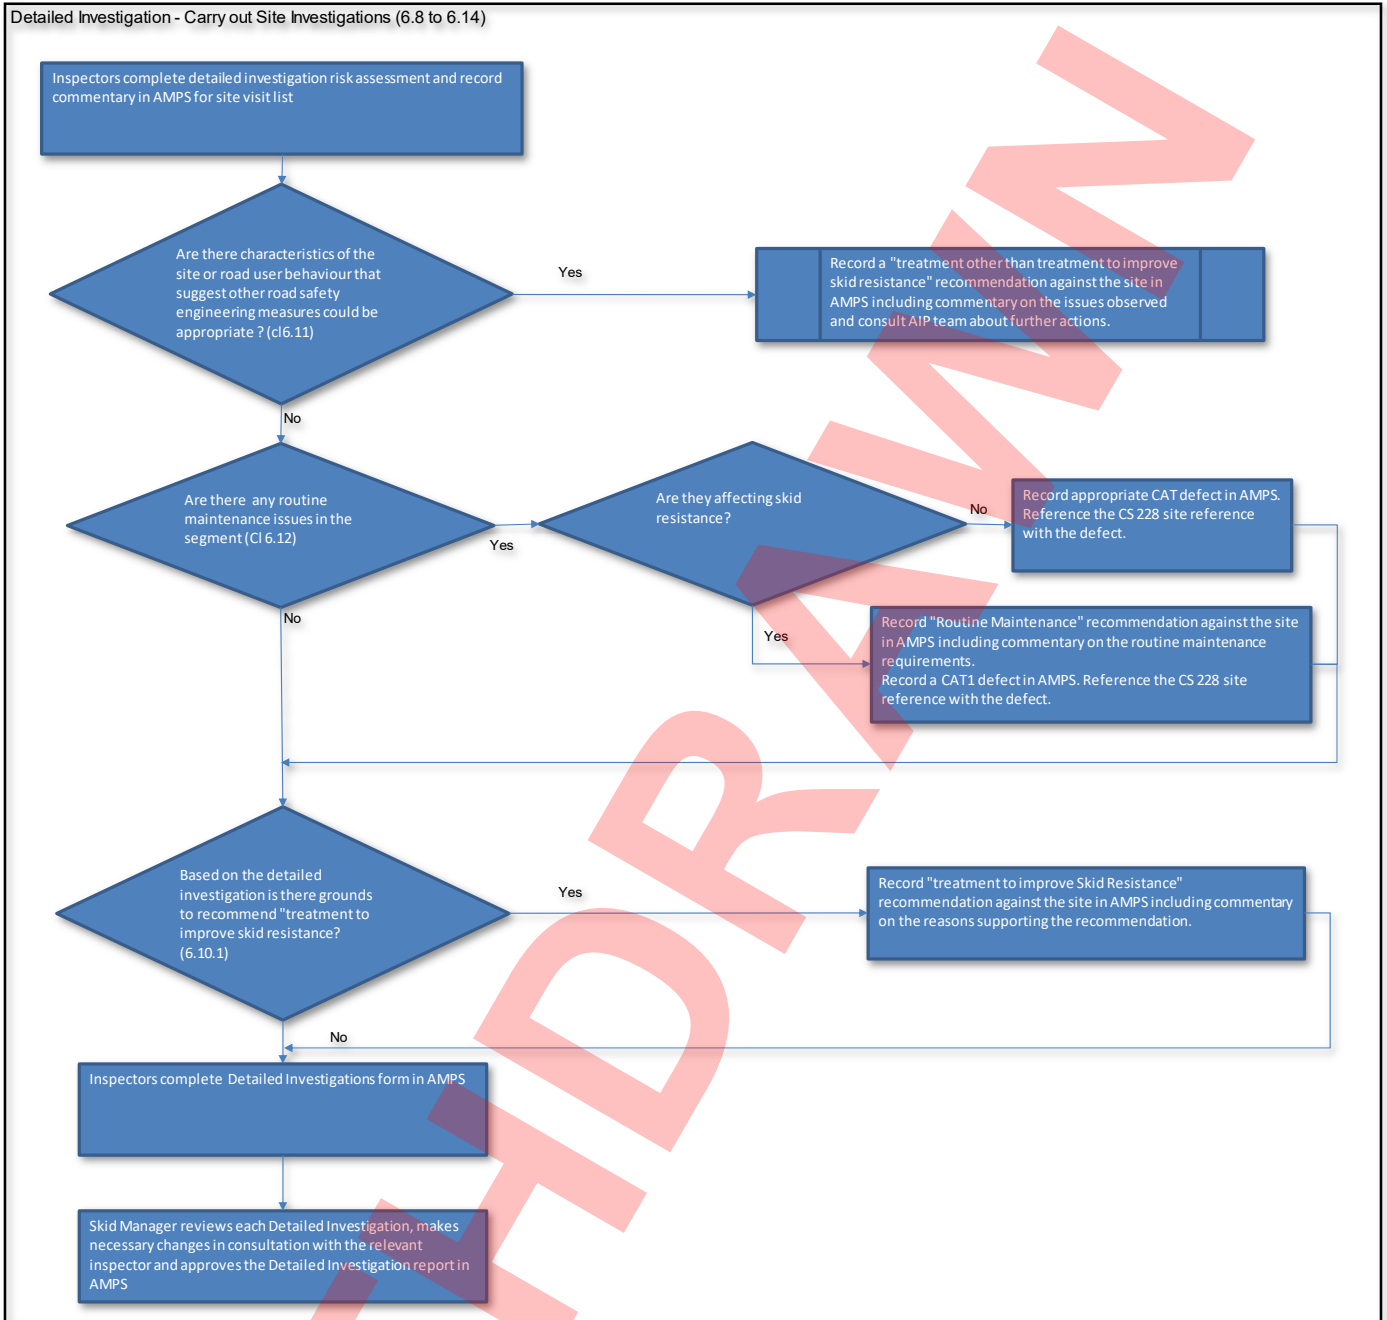 Detailed Investigation - Carry out Site Investigations (6.8 to 6.14)
Inspectors complete detailed investigation risk assessment and record
commentary in AMPS for site visit list
Are there characteristics of the
site or road user behaviour that
suggest other road safety
engineering measures could be
appropriate ? (cl6.11)
Yes
Record a "treatment other than treatment to improve
skid resistance" recommendation against the site in
AMPS including commentary on the issues observed
and consult AIP team about further actions.
No
Are there any routine
maintenance issues in the
segment (Cl 6.12)
Yes
Are they affecting skid
resistance?
No
Record appropriate CAT defect in AMPS.
Reference the CS 228 site reference
with the defect.
Yes
Record "Routine Maintenance" recommendation against the site
in AMPS including commentary on the routine maintenance
requirements.
Record a CAT1 defect in AMPS. Reference the CS 228 site
reference with the defect.
No
Based on the detailed
investigation is there grounds
to recommend "treatment to
improve skid resistance?
(6.10.1)
Yes
Record "treatment to improve Skid Resistance"
recommendation against the site in AMPS including commentary
on the reasons supporting the recommendation.
No
Inspectors complete Detailed Investigations form in AMPS
Skid Manager reviews each Detailed Investigation, makes
necessary changes in consultation with the relevant
inspector and approves the Detailed Investigation report in
AMPS
THDRAWN